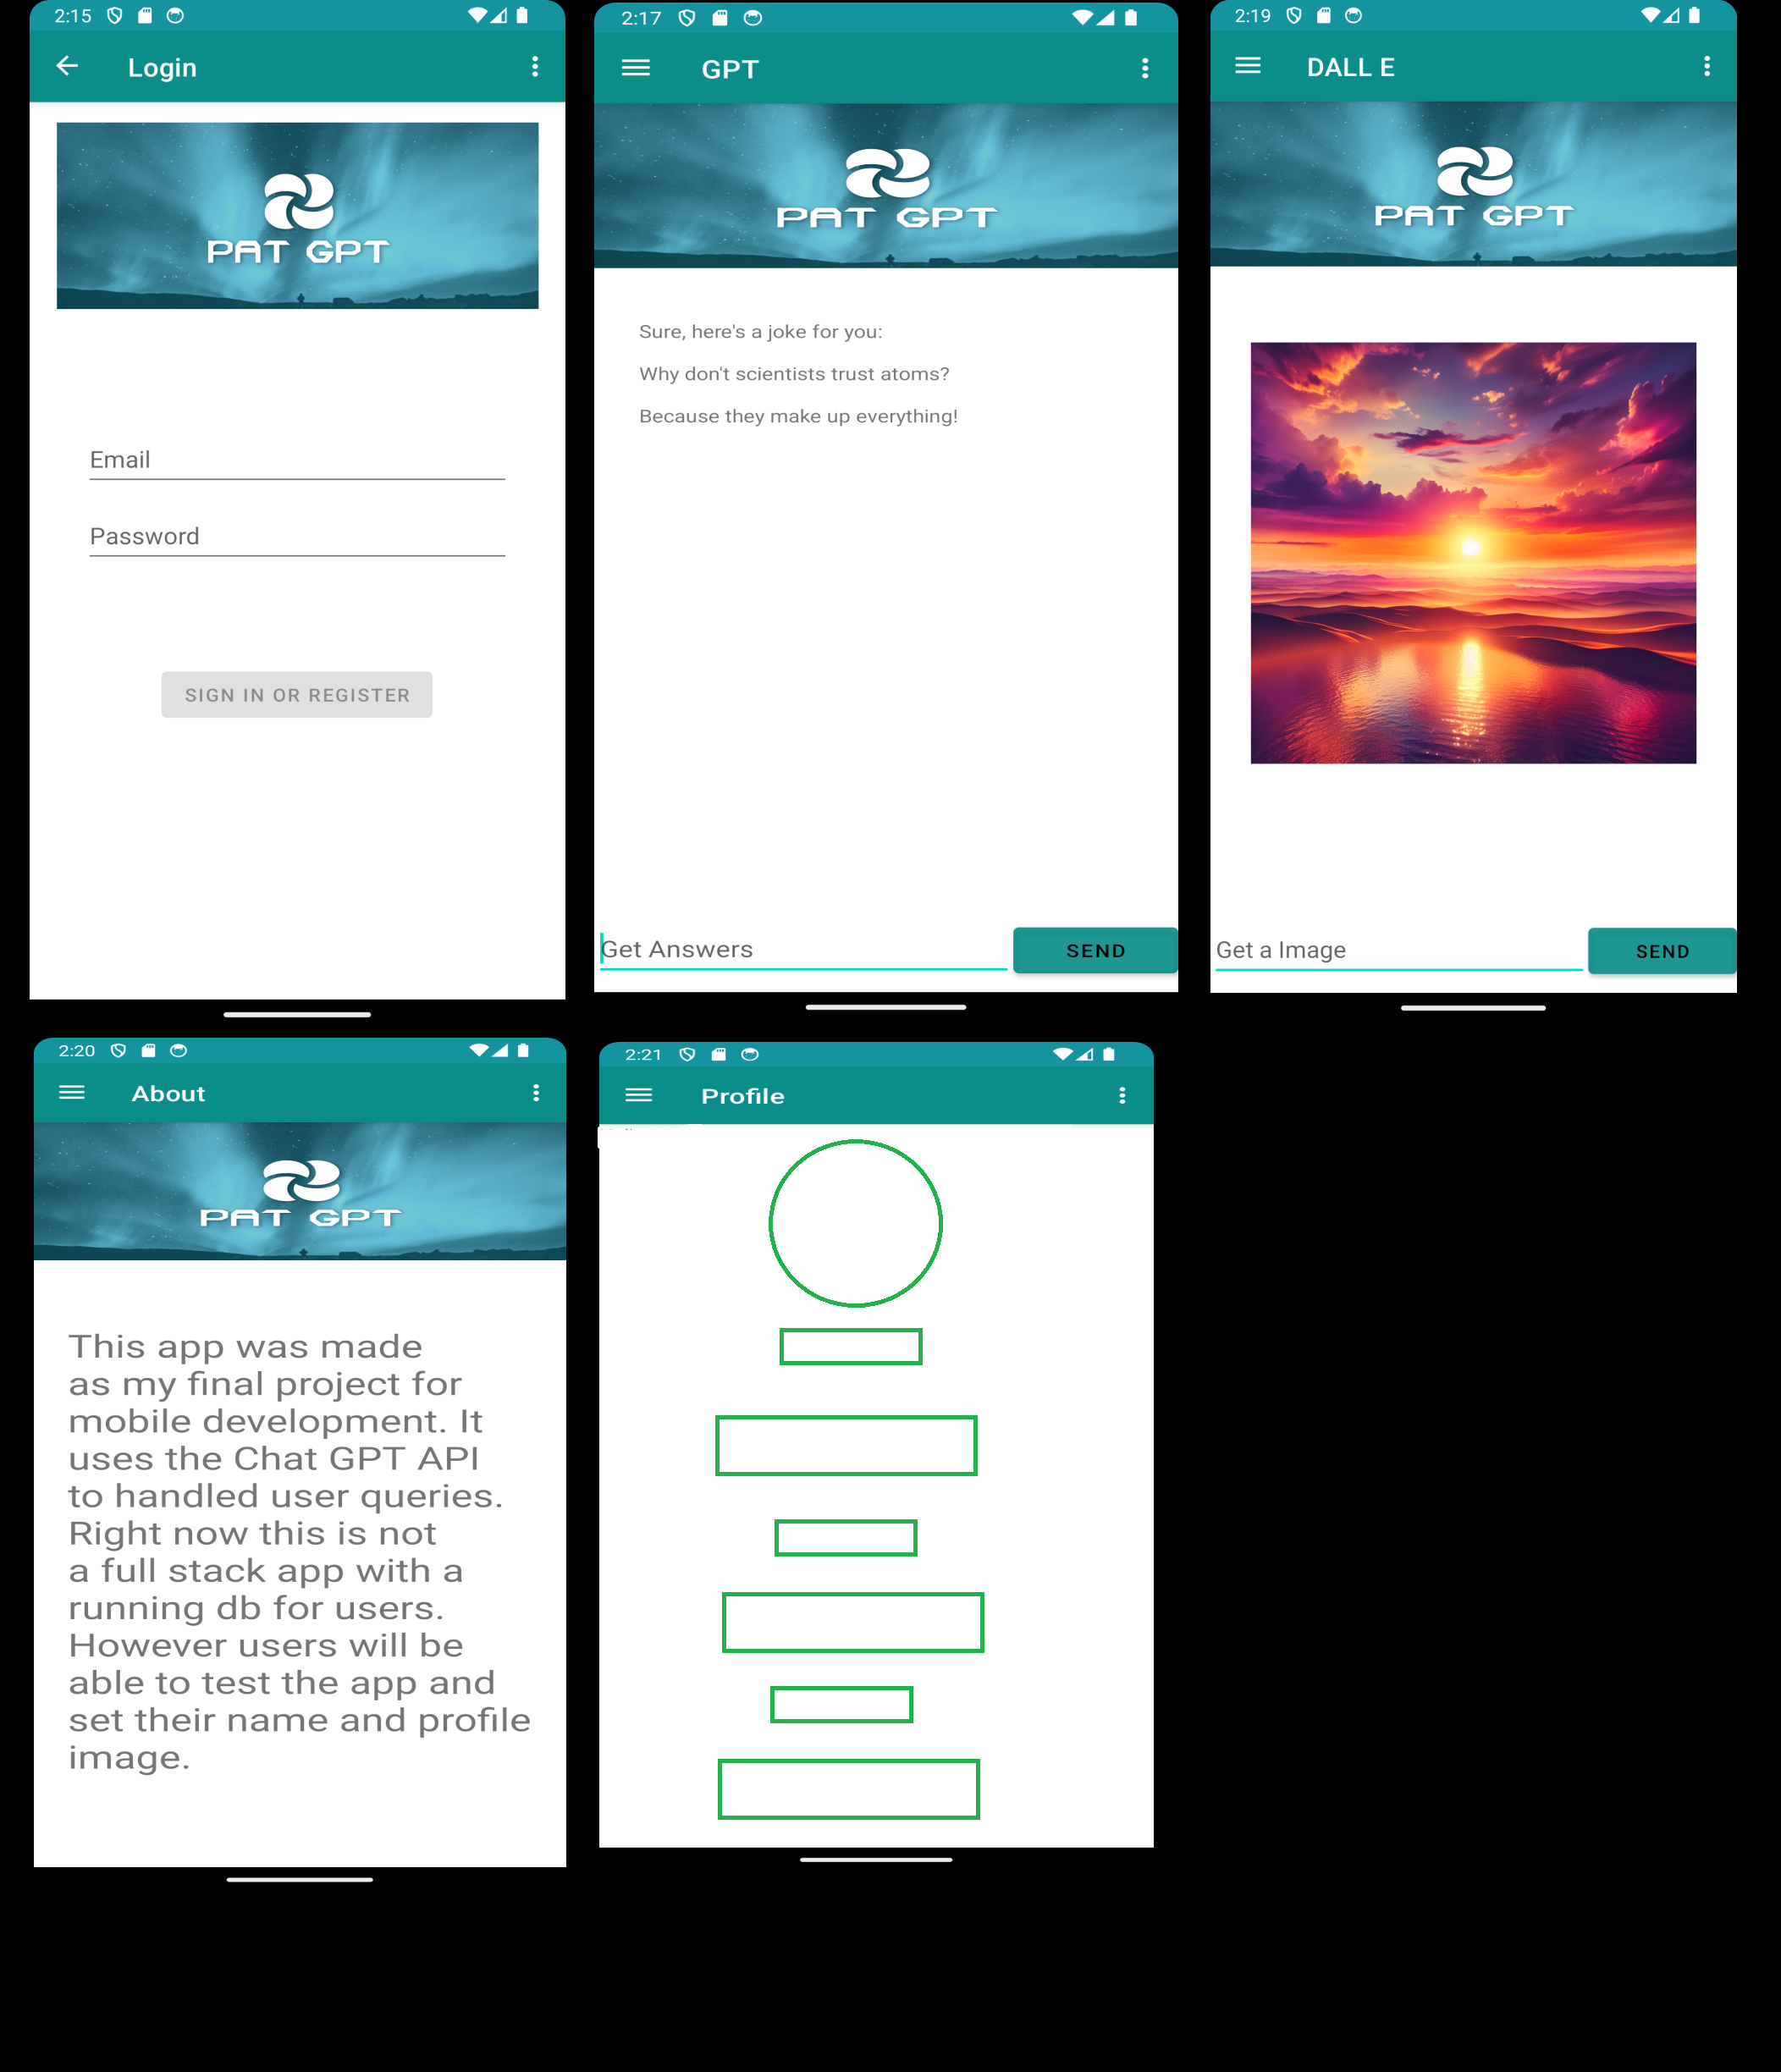 2:15
Login
PAT GPT
Email
Password
SIGN IN OR REGISTER
2:17
GPT
PAT GPT
Sure, here's a joke for you:
Why don't scientists trust atoms?
Because they make up everything!
Get Answers
SEND
2:19
DALL E
PAT GPT
Get a Image
SEND
2:20
About
PAT GPT
This app was made
as my final project for
mobile development. It
uses the Chat GPT API
to handled user queries.
Right now this is not
a full stack app with a
running db for users.
However users will be
able to test the app and
set their name and profile
image.
2:21
Profile